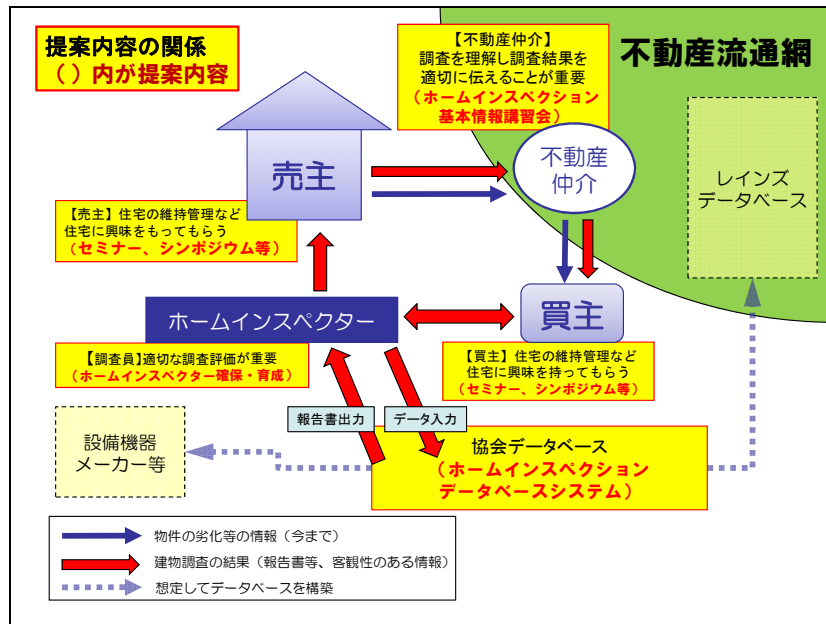 提案内容の関係
（ ）内が提案内容
【不動産仲介】
調査を理解し調査結果を
適切に伝えることが重要
（ホームインスペクション
基本情報講習会）
不動産流通網
売主
不動産
仲介
レインズ
データベース
【売主】住宅の維持管理など
住宅に興味をもってもらう
（セミナー、シンポジウム等）
ホームインスペクター
買主
【調査員】適切な調査評価が重要
（ホームインスペクター確保・育成）
【買主】住宅の維持管理など
住宅に興味を持ってもらう
（セミナー、シンポジウム等）
報告書出力
データ入力
設備機器
メーカー等
協会データベース
（ホームインスペクション
データベースシステム）
物件の劣化等の情報（今まで）
建物調査の結果（報告書等、客観性のある情報）
想定してデータベースを構築